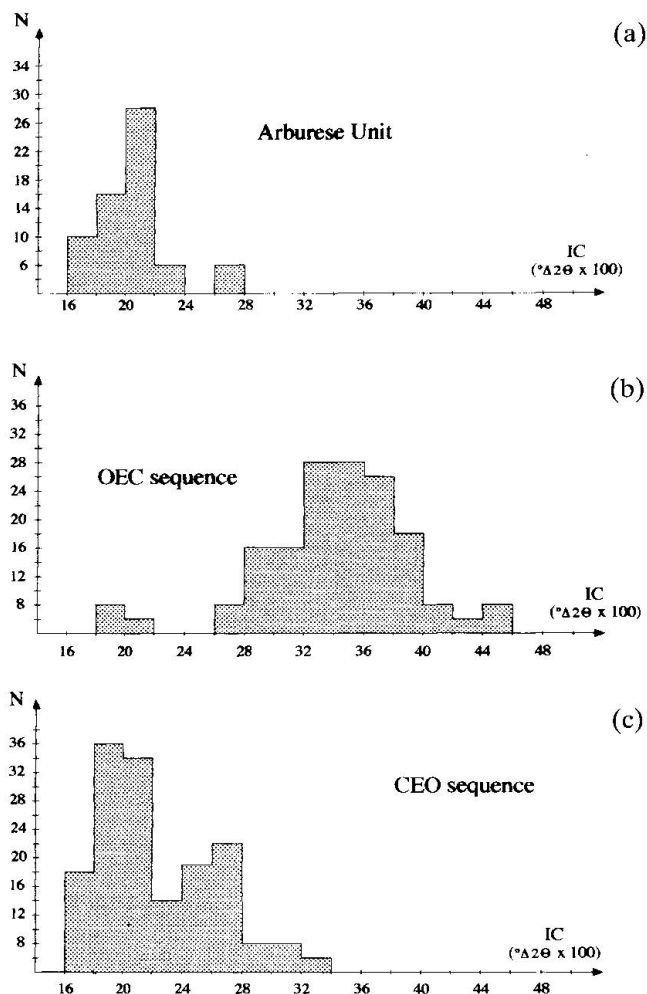 N
(a)
34
30
26
22
18
14
10
6
Arburese Unit
IC
(°Δ2Θ x 100)
16 20 24 28 32 36 40 44 48
N
(b)
36
32
28
24
20
16
12
8
OEC sequence
IC
(°Δ2Θ x 100)
16 20 24 28 32 36 40 44 48
N
(c)
36
32
28
24
20
16
12
8
CEO sequence
IC
(°Δ2Θ x 100)
16 20 24 28 32 36 40 44 48